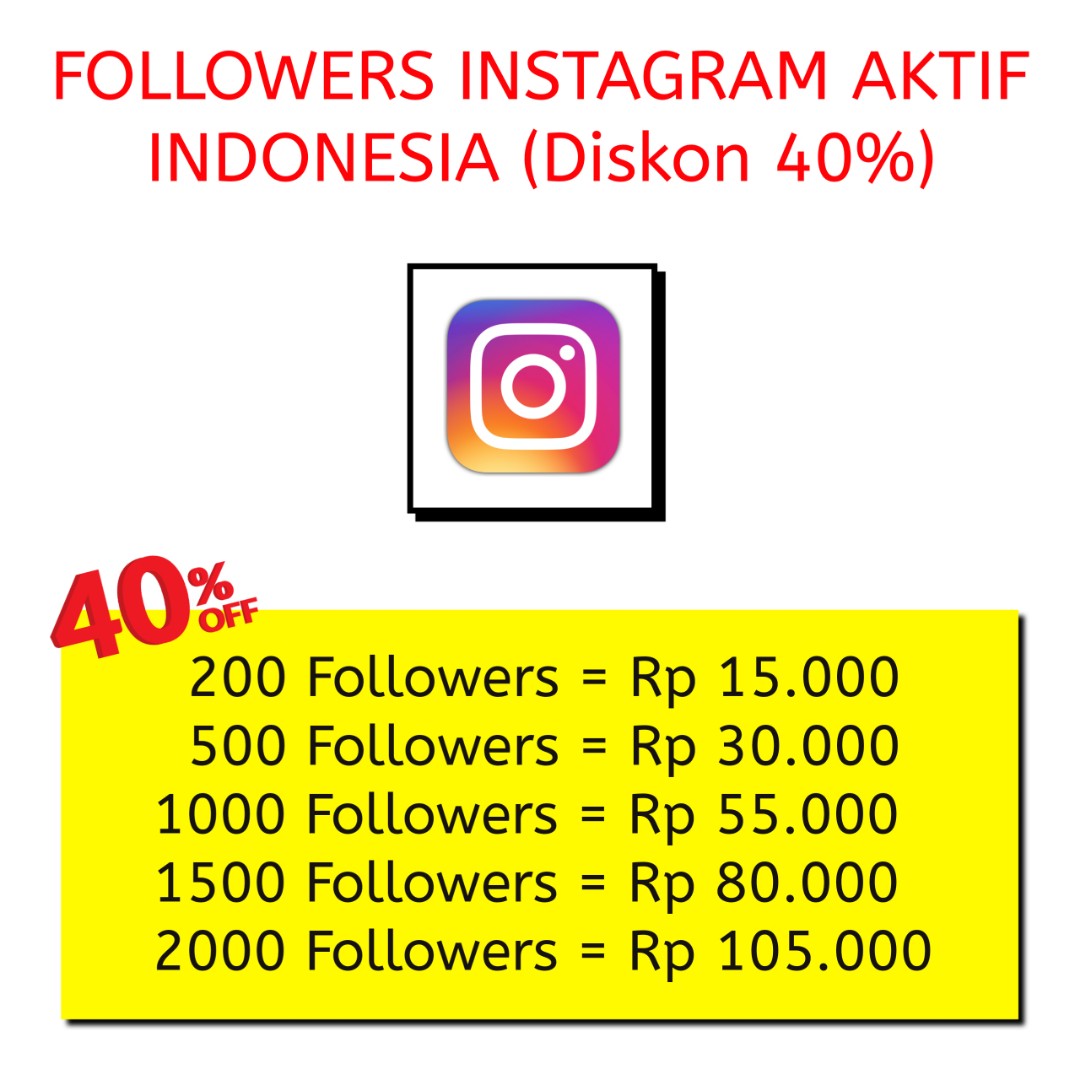 FOLLOWERS INSTAGRAM AKTIF
INDONESIA (Diskon 40%)
40% OFF
200 Followers = Rp 15.000
500 Followers = Rp 30.000
1000 Followers = Rp 55.000
1500 Followers = Rp 80.000
2000 Followers = Rp 105.000